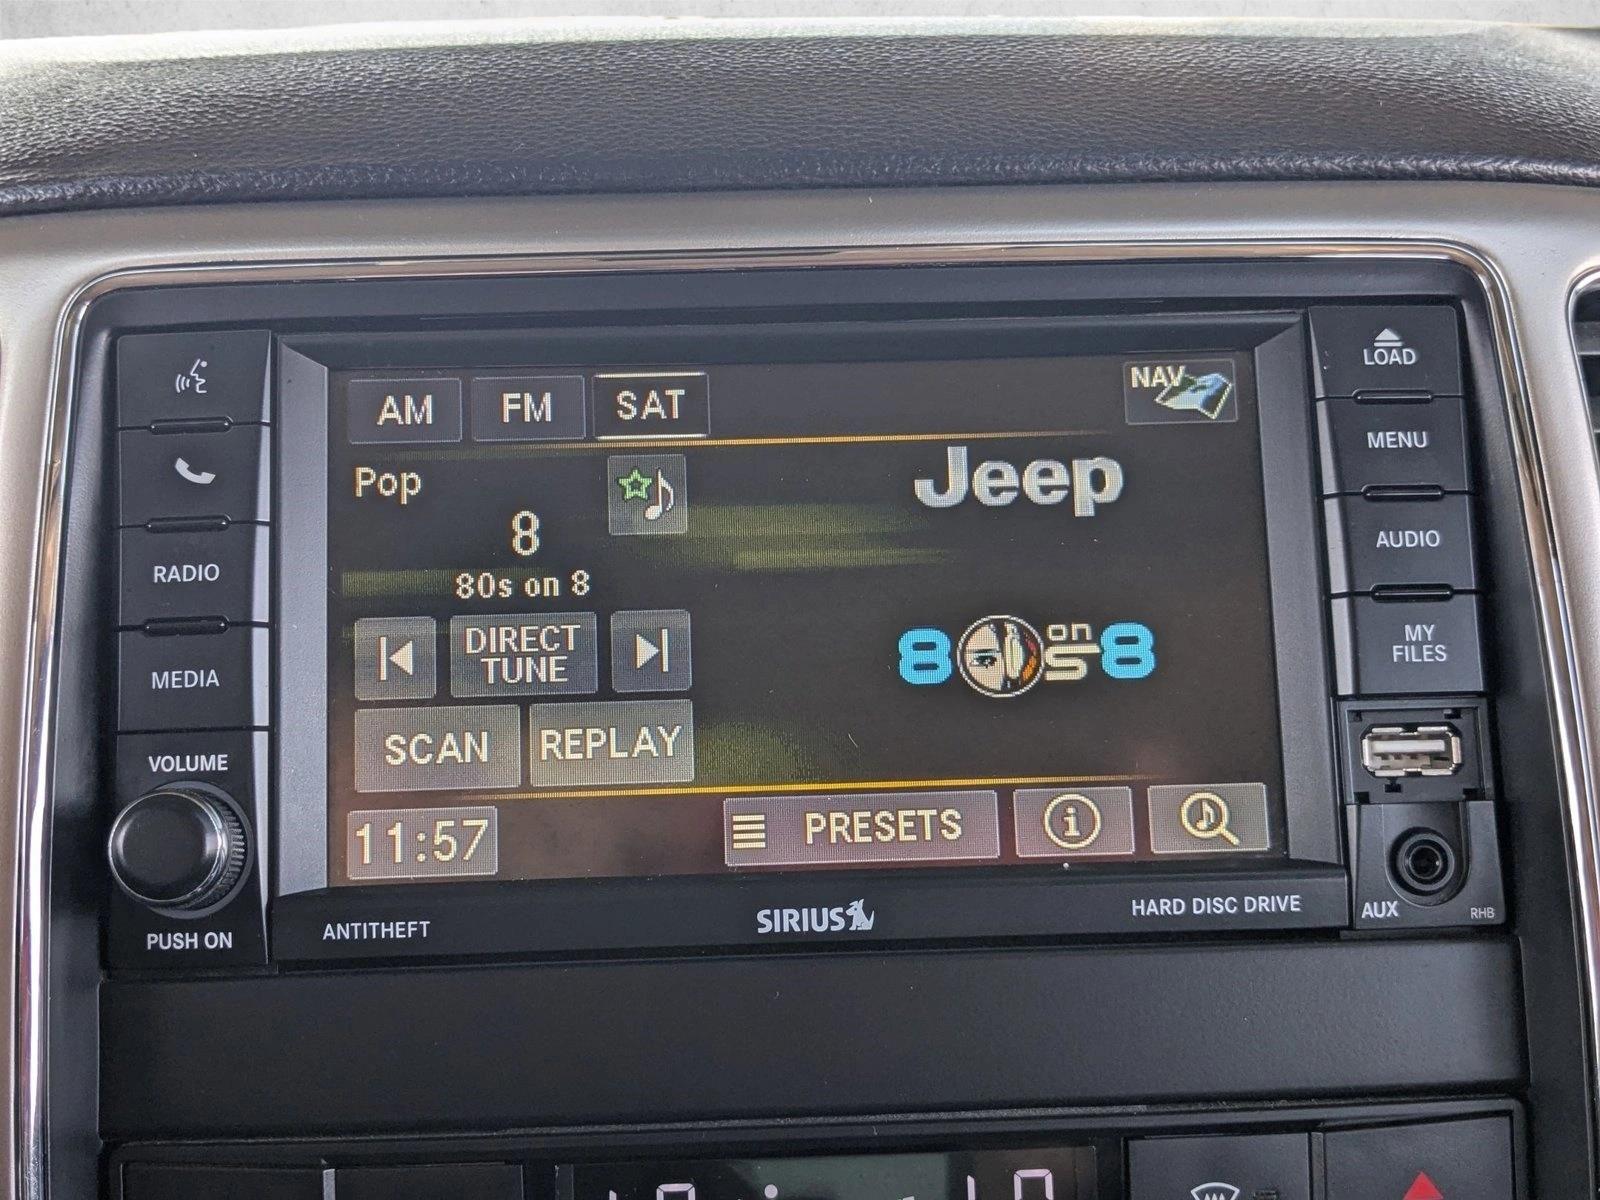 LOAD
AM FM SAT NAV
MENU
Pop
Jeep
8
80s on 8
RADIO
AUDIO
DIRECT
TUNE
80s on 8
MY
FILES
MEDIA
SCAN REPLAY
VOLUME
11:57 PRESETS
PUSH ON
ANTITHEFT
SIRIUS
HARD DISC DRIVE
AUX
RHB